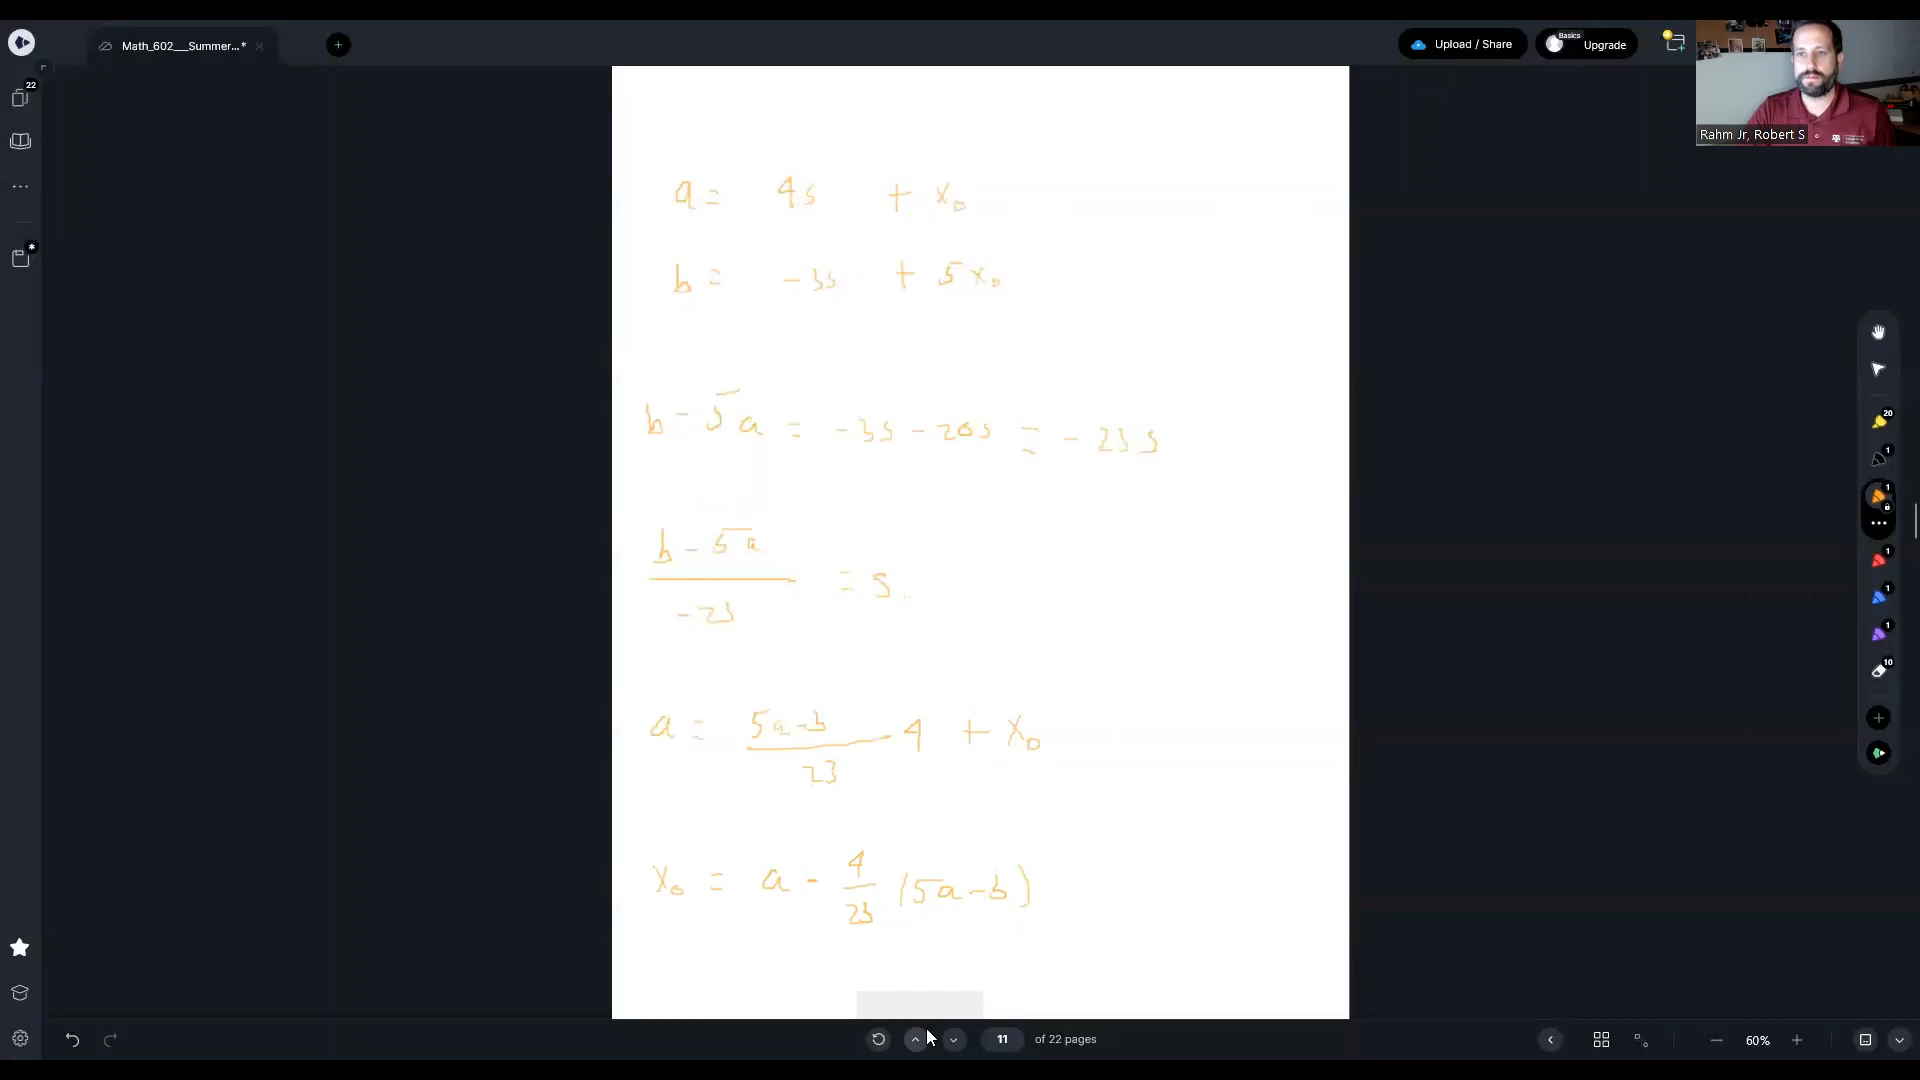 Math_602___Summer...*
Upload / Share
Basics
Upgrade
Rahm Jr, Robert S
22
a = 4s + x₀
b = -3s + 5x₀
b - 5a = -3s - 20s = -23s
b - 5a
-23
= s
a = 5a - b
23
4 + x₀
x₀ = a - 4
23
(5a - b)
20
1
1
1
1
1
10
11 of 22 pages
60%